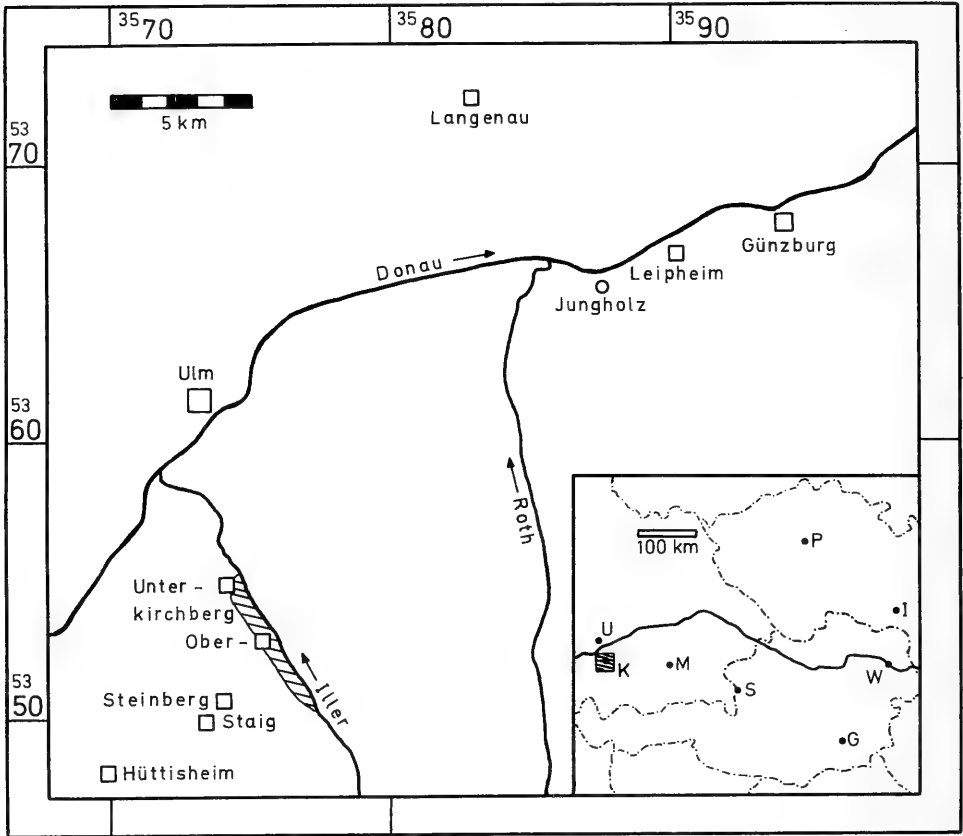 35 70
35 80
35 90
5 km
Langenau
53 70
Donau
Günzburg
Leipheim
Jungholz
Ulm
53 60
Roth
100 km
P
I
U
K
M
S
W
G
Unter-
kirchberg
Ober-
Iller
53 50
Steinberg
Staig
Hüttisheim